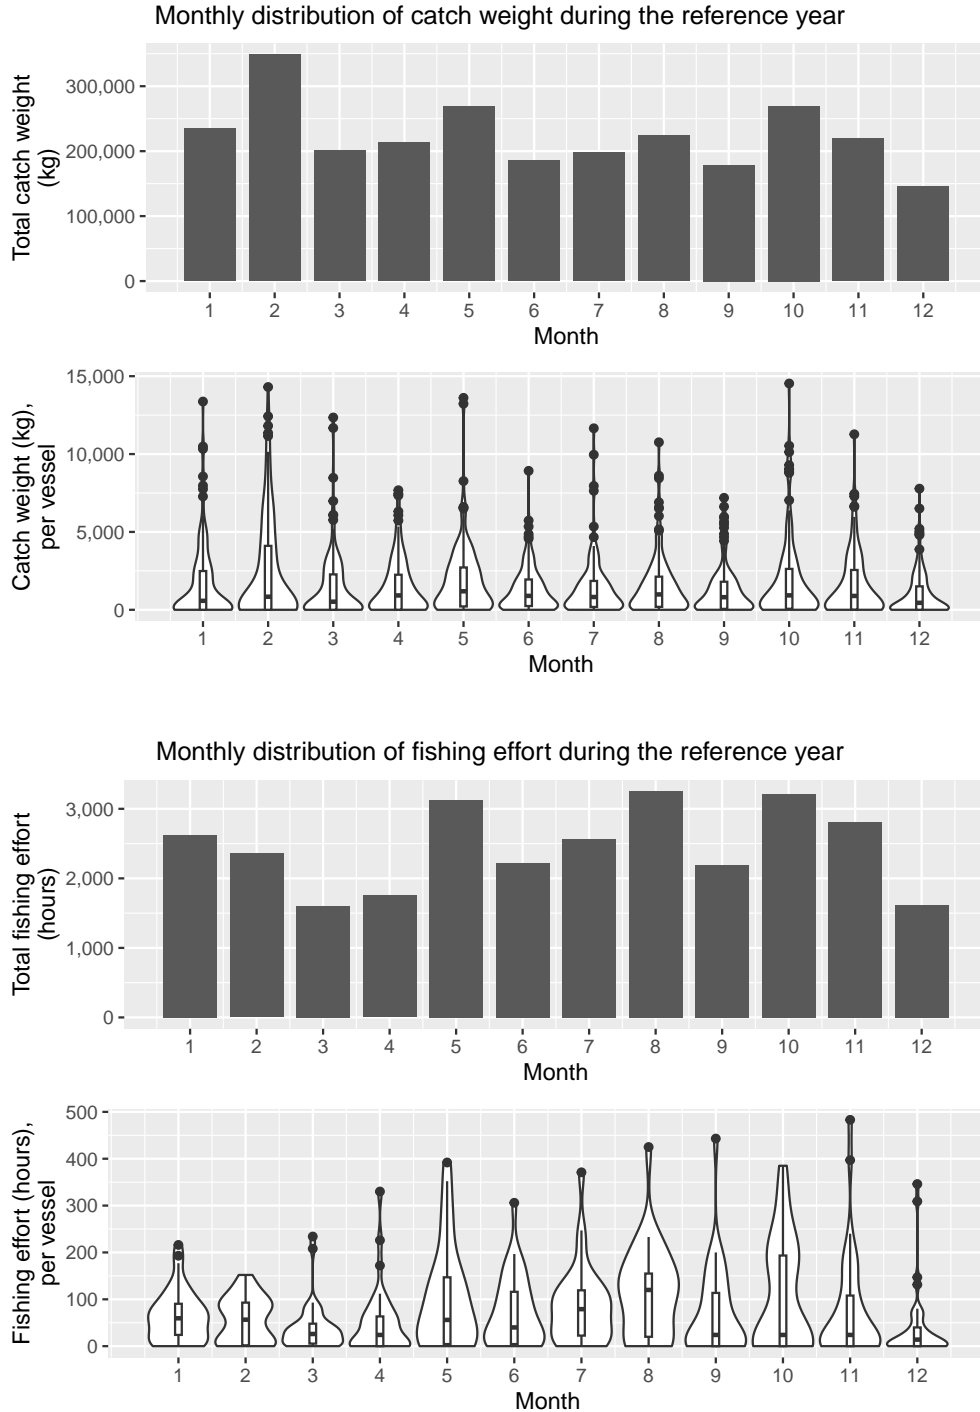 Monthly distribution of catch weight during the reference year
Total catch weight
(kg)
300,000
200,000
100,000
0
1 2 3 4 5 6 7 8 9 10 11 12
Month
Catch weight (kg),
per vessel
15,000
10,000
5,000
0
1 2 3 4 5 6 7 8 9 10 11 12
Month
Monthly distribution of fishing effort during the reference year
Total fishing effort
(hours)
3,000
2,000
1,000
0
1 2 3 4 5 6 7 8 9 10 11 12
Month
Fishing effort (hours),
per vessel
500
400
300
200
100
0
1 2 3 4 5 6 7 8 9 10 11 12
Month